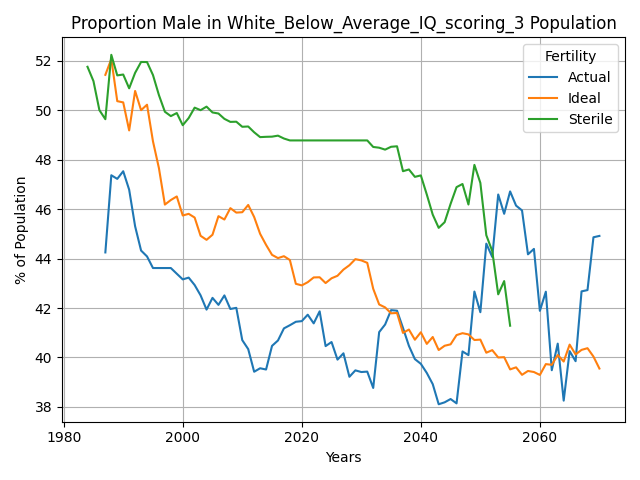 Proportion Male in White_Below_Average_IQ_scoring_3 Population
Fertility
Actual
Ideal
Sterile
% of Population
52
50
48
46
44
42
40
38
1980
2000
2020
2040
2060
Years